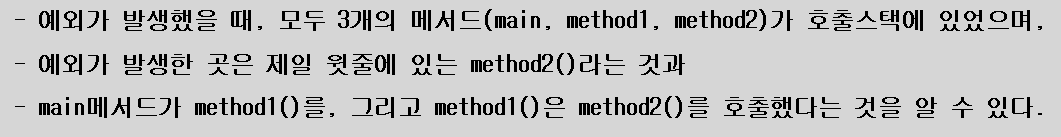 - 예외가 발생했을 때, 모두 3개의 메서드(main, method1, method2)가 호출스택에 있었으며,
- 예외가 발생한 곳은 제일 윗줄에 있는 method2()라는 것과
- main메서드가 method1()를, 그리고 method1()은 method2()를 호출했다는 것을 알 수 있다.